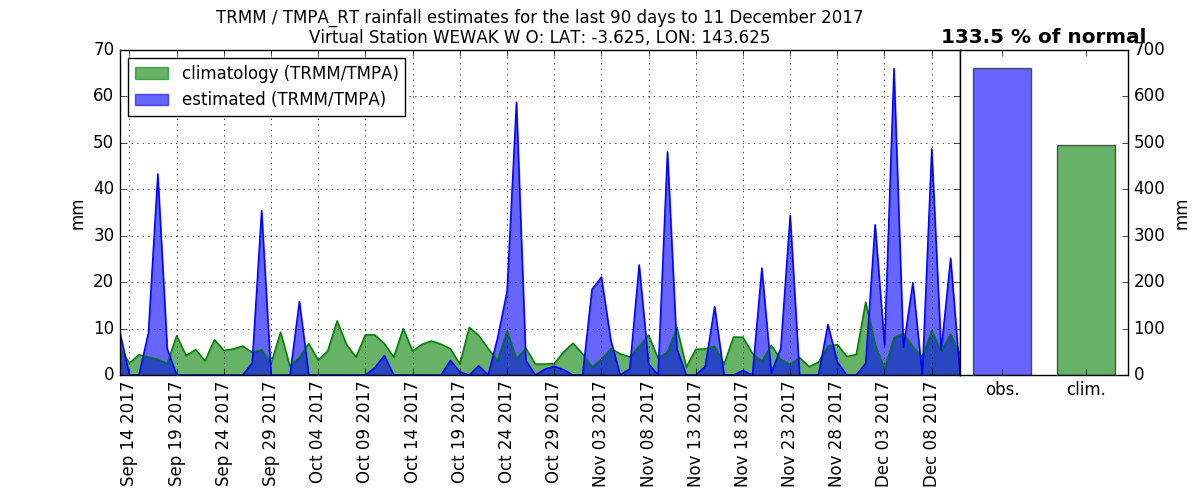 TRMM / TMPA_RT rainfall estimates for the last 90 days to 11 December 2017
Virtual Station WEWAK W O: LAT: -3.625, LON: 143.625
133.5 % of normal
climatology (TRMM/TMPA)
estimated (TRMM/TMPA)
70
60
50
40
30
20
10
0
mm
Sep 14 2017
Sep 19 2017
Sep 24 2017
Sep 29 2017
Oct 04 2017
Oct 09 2017
Oct 14 2017
Oct 19 2017
Oct 24 2017
Oct 29 2017
Nov 03 2017
Nov 08 2017
Nov 13 2017
Nov 18 2017
Nov 23 2017
Nov 28 2017
Dec 03 2017
Dec 08 2017
obs.
clim.
700
600
500
400
300
200
100
0
mm